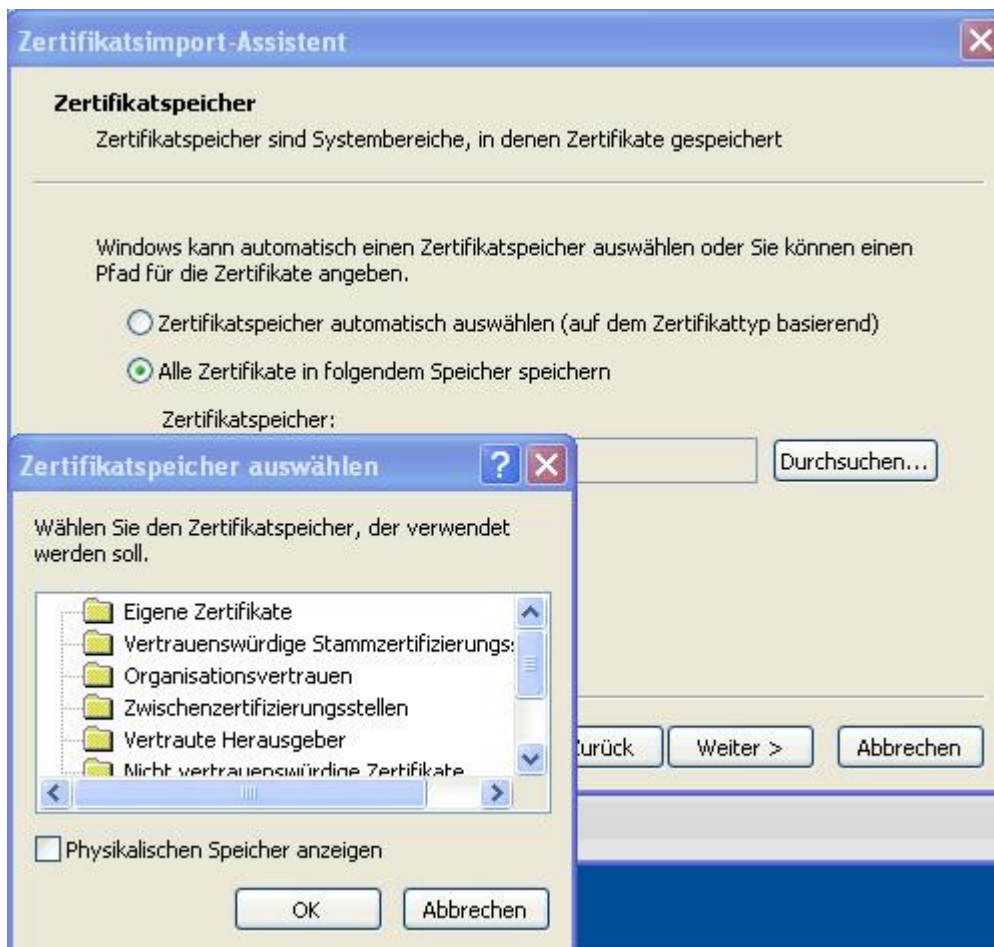 Zertifikatsimport-Assistent
Zertifikatspeicher
Zertifikatspeicher sind Systembereiche, in denen Zertifikate gespeichert
Windows kann automatisch einen Zertifikatspeicher auswählen oder Sie können einen
Pfad für die Zertifikate angeben.
Zertifikatspeicher automatisch auswählen (auf dem Zertifikattyp basierend)
Alle Zertifikate in folgendem Speicher speichern
Zertifikatspeicher:
Durchsuchen...
Zertifikatspeicher auswählen
Wählen Sie den Zertifikatspeicher, der verwendet
werden soll.
Eigene Zertifikate
Vertrauenswürdige Stammzertifizierungs
Organisationsvertrauen
Zwischenzertifizierungsstellen
Vertraute Herausgeber
Nicht vertrauenswürdige Zertifikate
Physikalischen Speicher anzeigen
OK
Abbrechen
urück
Weiter >
Abbrechen